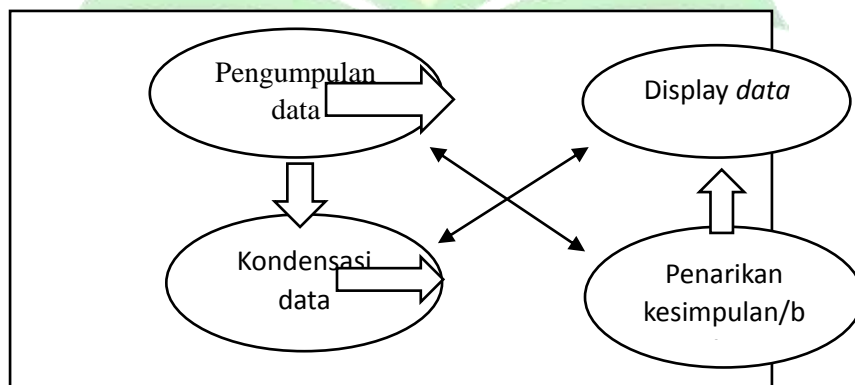 Pengumpulan
data
Display data
Kondensasi
data
Penarikan
kesimpulan/b